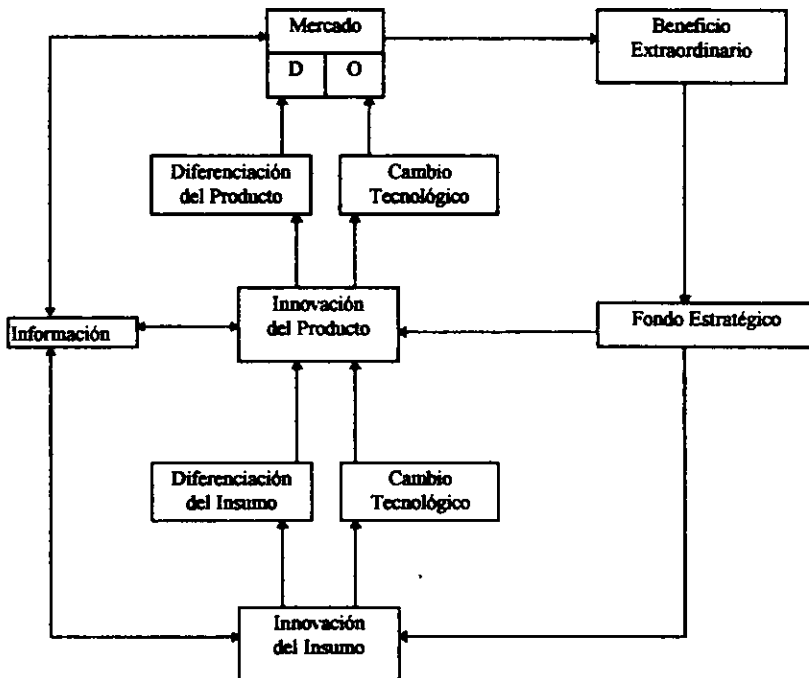 Mercado
D O
Beneficio
Extraordinario
Diferenciación
del Producto
Cambio
Tecnológico
Innovación
del Producto
Información
Fondo Estratégico
Diferenciación
del Insumo
Cambio
Tecnológico
Innovación
del Insumo